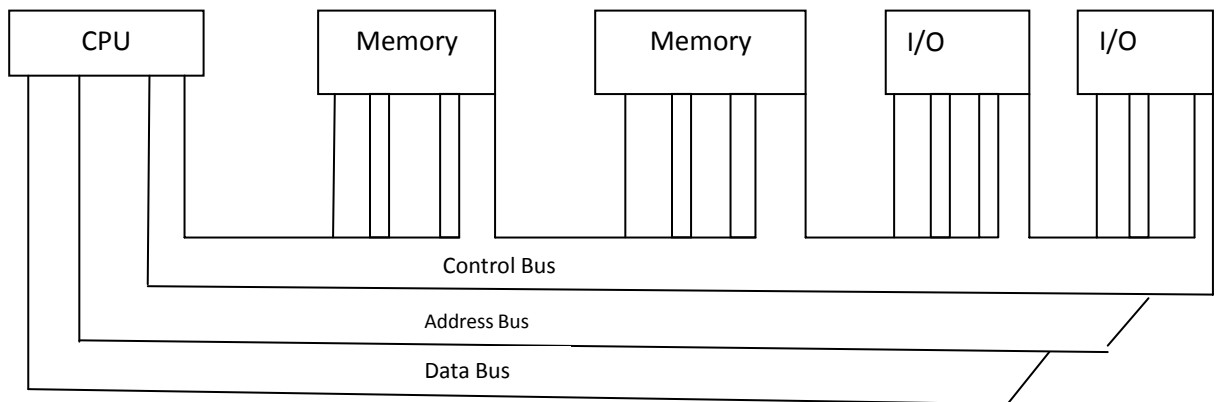 CPU
Memory
Memory
I/O
I/O
Control Bus
Address Bus
Data Bus